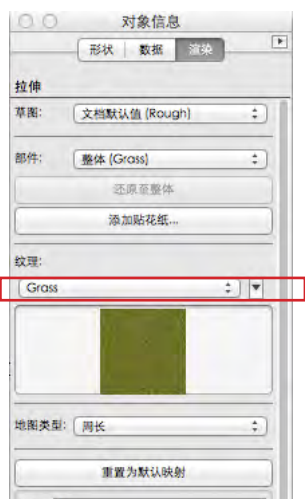 对象信息
形状 数据 渲染
拉伸
草图: 文档默认值 (Rough)
部件: 整体 (Grass)
还原至整体
添加贴花纸...
纹理:
Grass
地图类型: 周长
重置为默认映射